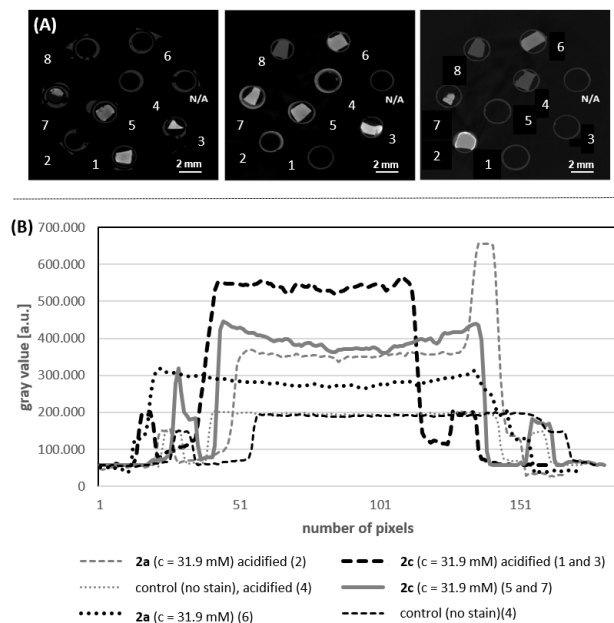 (A)
8
6
N/A
4
7
5
3
2
1
2 mm
8
6
N/A
4
7
5
3
2
1
2 mm
6
8
N/A
4
7
5
3
2
1
2 mm
(B)
700.000
600.000
500.000
400.000
300.000
200.000
100.000
0
gray value [a.u.]
1 51 101 151
number of pixels
2a (c = 31.9 mM) acidified (2)
2c (c = 31.9 mM) acidified (1 and 3)
control (no stain), acidified (4)
2c (c = 31.9 mM) (5 and 7)
2a (c = 31.9 mM) (6)
control (no stain)(4)